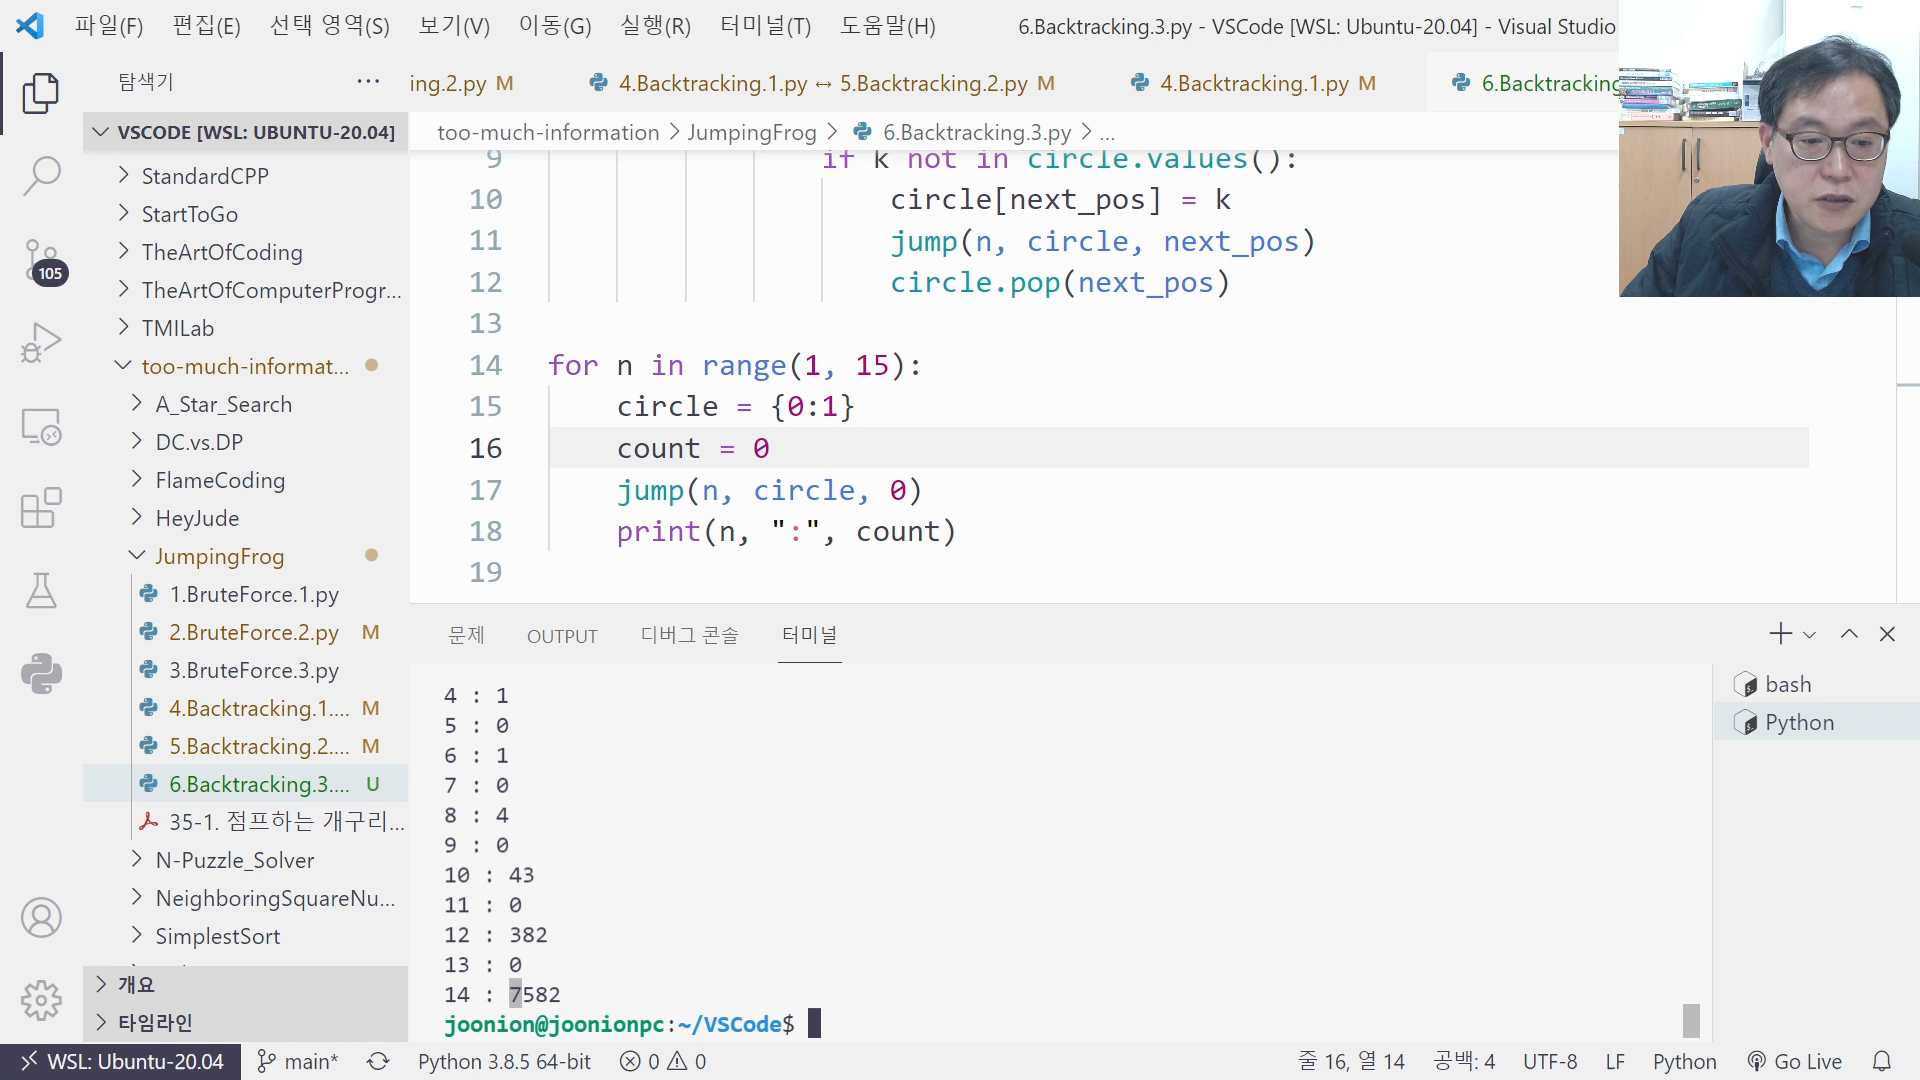 파일(F) 편집(E) 선택 영역(S) 보기(V) 이동(G) 실행(R) 터미널(T) 도움말(H) 6.Backtracking.3.py - VSCode [WSL: Ubuntu-20.04] - Visual Studio
탐색기 ···
ing.2.py M 4.Backtracking.1.py ↔ 5.Backtracking.2.py M 4.Backtracking.1.py M 6.Backtracking
VSCODE [WSL: UBUNTU-20.04]
StandardCPP
StartToGo
TheArtOfCoding
TheArtOfComputerProgr...
TMILab
too-much-informat...
A_Star_Search
DC.vs.DP
FlameCoding
HeyJude
JumpingFrog
1.BruteForce.1.py
2.BruteForce.2.py M
3.BruteForce.3.py
4.Backtracking.1.... M
5.Backtracking.2.... M
6.Backtracking.3.... U
35-1. 점프하는 개구리...
N-Puzzle_Solver
NeighboringSquareNu...
SimplestSort
개요
타임라인
105
too-much-information > JumpingFrog > 6.Backtracking.3.py > ...
9 if k not in circle.values():
10 circle[next_pos] = k
11 jump(n, circle, next_pos)
12 circle.pop(next_pos)
13
14 for n in range(1, 15):
15 circle = {0:1}
16 count = 0
17 jump(n, circle, 0)
18 print(n, ":", count)
19
문제 OUTPUT 디버그 콘솔 터미널
4 : 1
5 : 0
6 : 1
7 : 0
8 : 4
9 : 0
10 : 43
11 : 0
12 : 382
13 : 0
14 : 7582
joonion@joonionpc:~/VSCode$
bash
Python
WSL: Ubuntu-20.04 main* Python 3.8.5 64-bit 0 0 줄 16, 열 14 공백: 4 UTF-8 LF Python Go Live